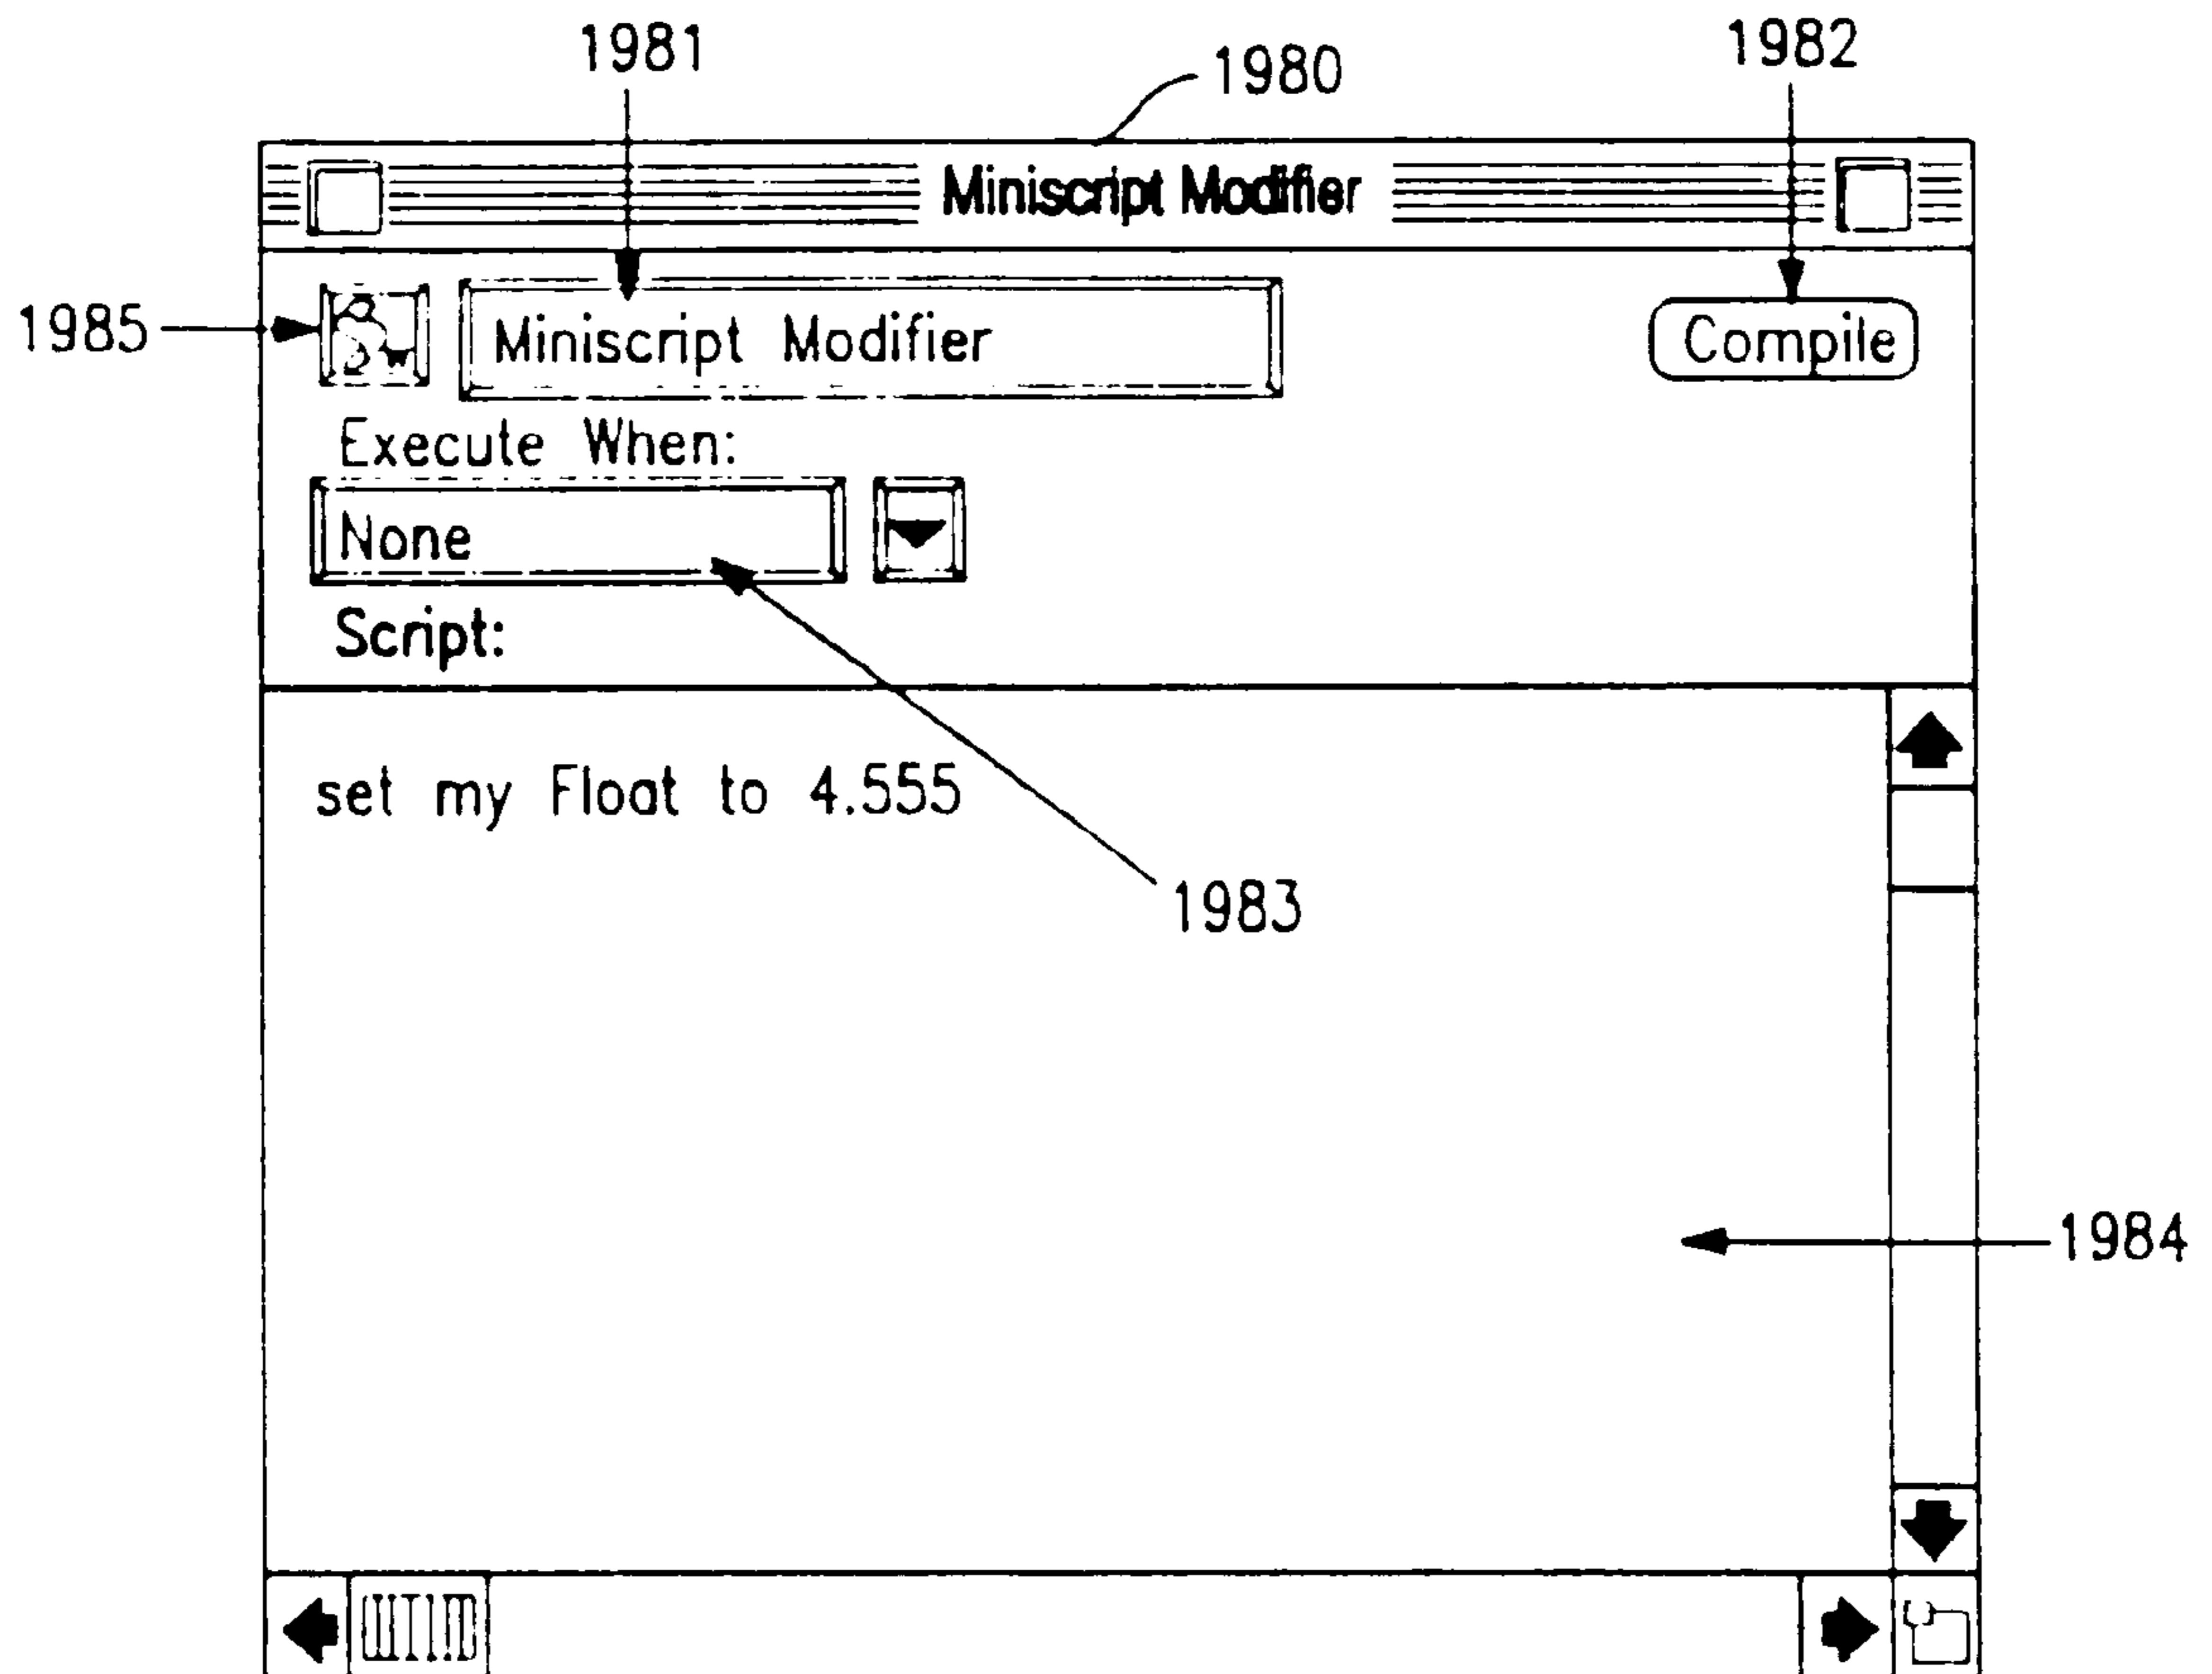 1981
1980
1982
Miniscript Modifier
1985
Miniscript Modifier
Compile
Execute When:
None
Script:
set my Float to 4.555
1983
1984